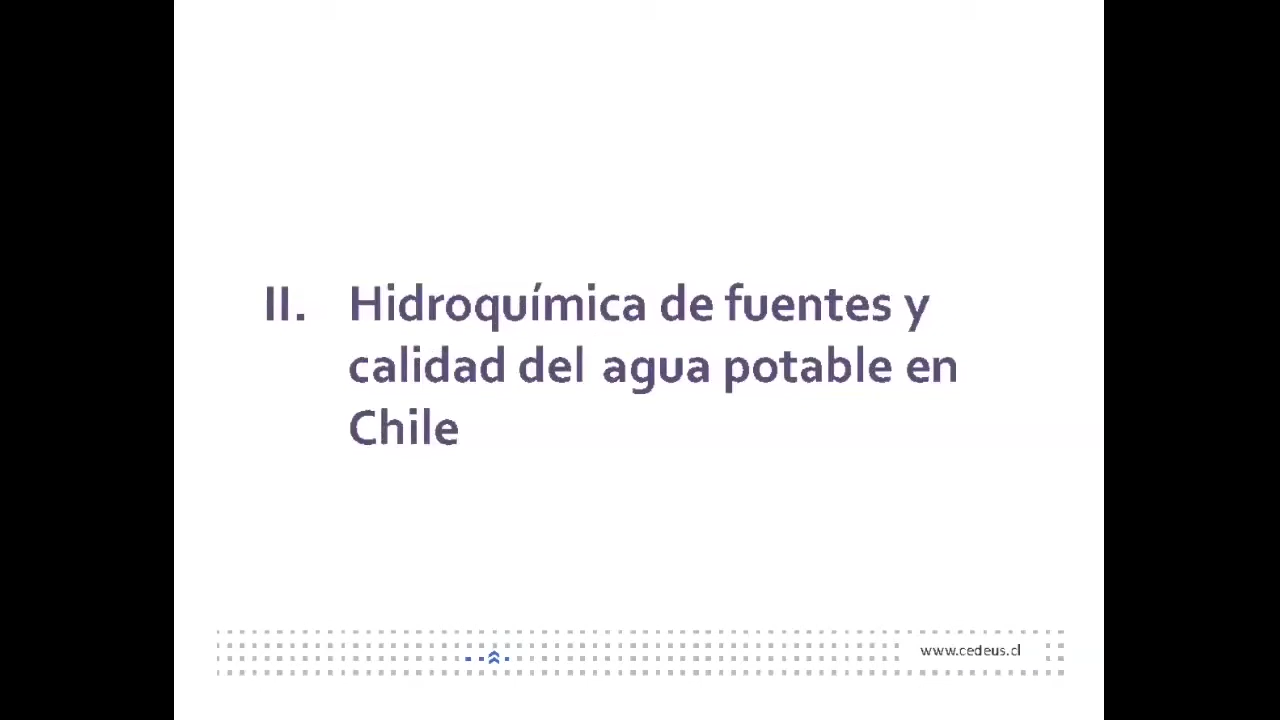 II. Hidroquímica de fuentes y
calidad del agua potable en
Chile
www.cedeus.cl